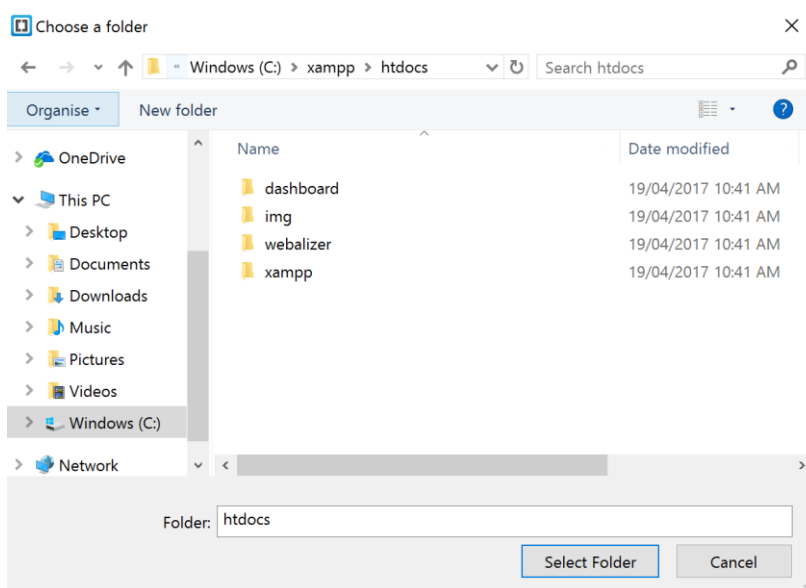 Choose a folder
« Windows (C:) > xampp > htdocs
Search htdocs
Organise
New folder
?
Name
Date modified
OneDrive
This PC
Desktop
Documents
Downloads
Music
Pictures
Videos
Windows (C:)
Network
dashboard 19/04/2017 10:41 AM
img 19/04/2017 10:41 AM
webalizer 19/04/2017 10:41 AM
xampp 19/04/2017 10:41 AM
Folder: htdocs
Select Folder
Cancel